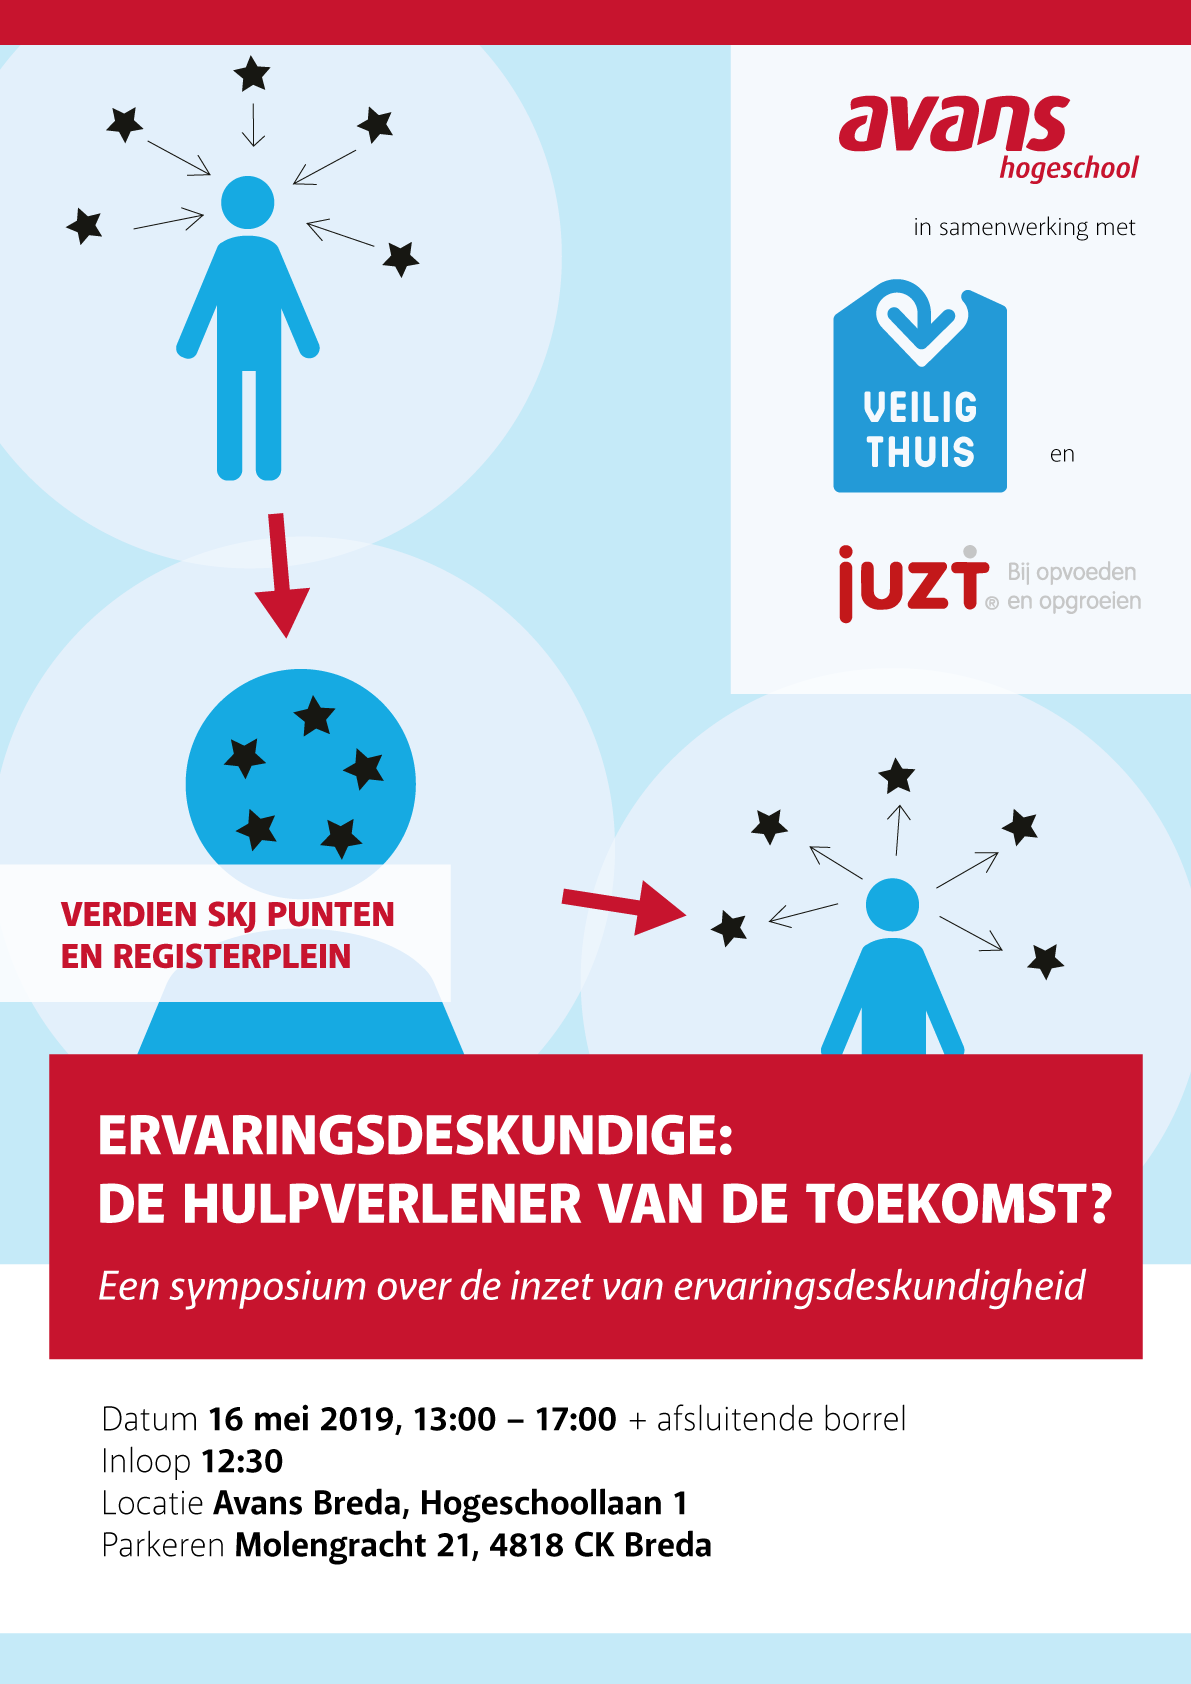 avans
hogeschool
in samenwerking met
VEILIG
THUIS
en
juzt® Bij opvoeden
en opgroeien
VERDIEN SKJ PUNTEN
EN REGISTERPLEIN
ERVARINGSDESKUNDIGE:
DE HULPVERLENER VAN DE TOEKOMST?
Een symposium over de inzet van ervaringsdeskundigheid
Datum 16 mei 2019, 13:00 – 17:00 + afsluitende borrel
Inloop 12:30
Locatie Avans Breda, Hogeschoollaan 1
Parkeren Molengracht 21, 4818 CK Breda